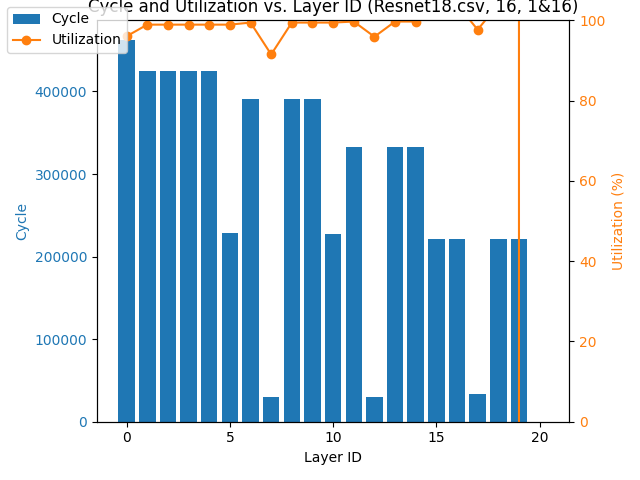 Cycle and Utilization vs. Layer ID (Resnet18.csv, 16, 1&16)
Cycle
Utilization
400000
300000
200000
100000
0
Cycle
100
80
60
40
20
0
Utilization (%)
0 5 10 15 20
Layer ID